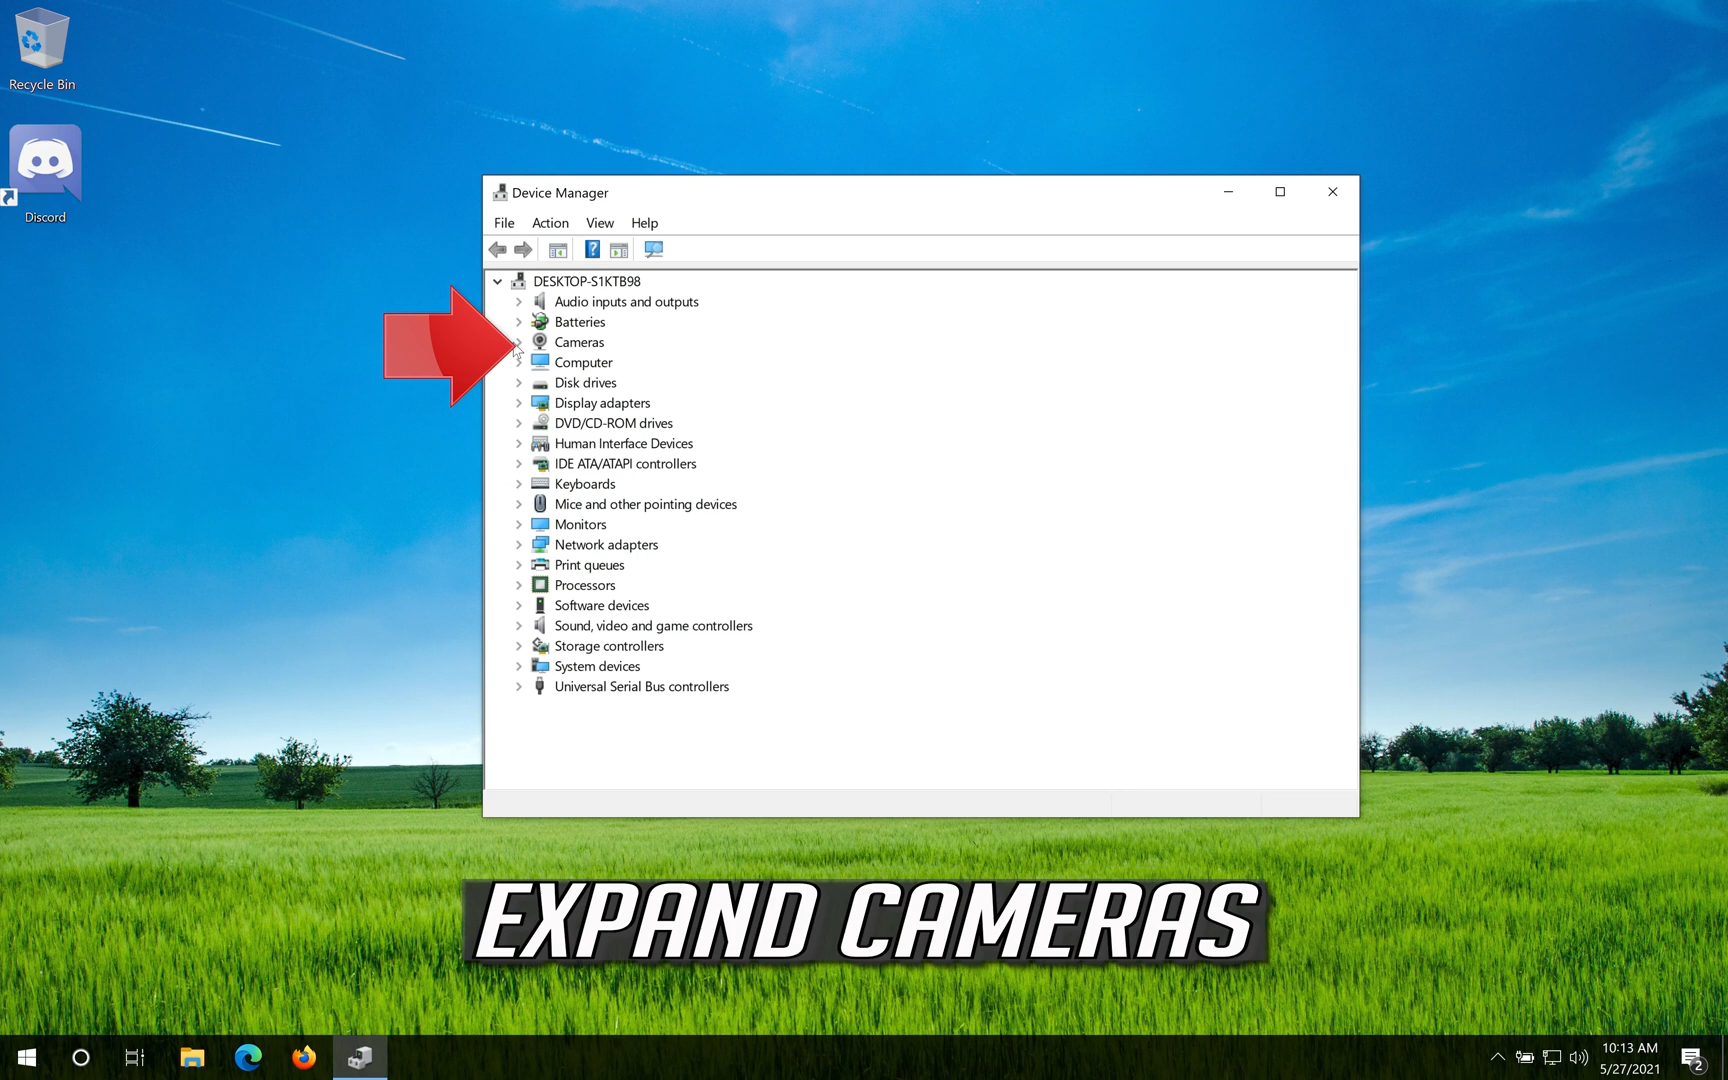 Recycle Bin
Discord
Device Manager
File Action View Help
DESKTOP-S1KTB98
Audio inputs and outputs
Batteries
Cameras
Computer
Disk drives
Display adapters
DVD/CD-ROM drives
Human Interface Devices
IDE ATA/ATAPI controllers
Keyboards
Mice and other pointing devices
Monitors
Network adapters
Print queues
Processors
Software devices
Sound, video and game controllers
Storage controllers
System devices
Universal Serial Bus controllers
EXPAND CAMERAS
10:13 AM
5/27/2021
2